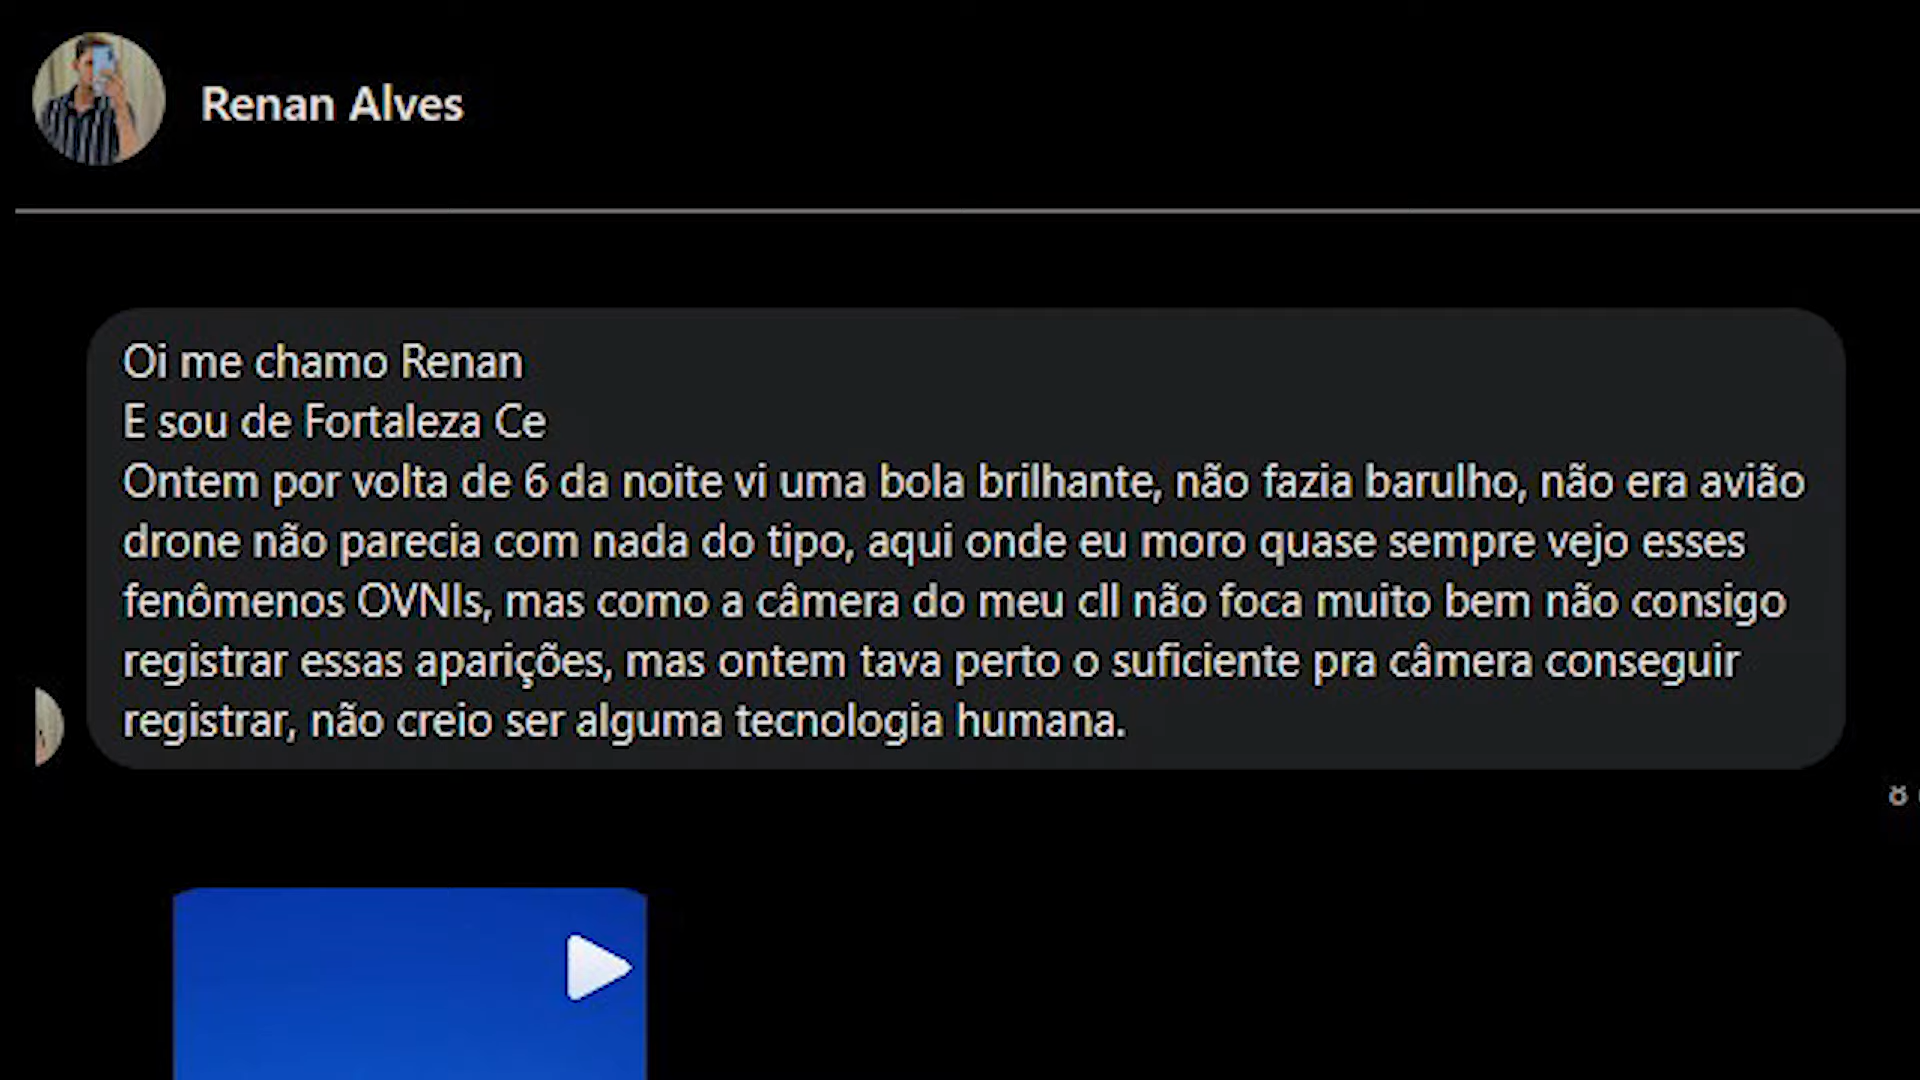 Renan Alves
Oi me chamo Renan
E sou de Fortaleza Ce
Ontem por volta de 6 da noite vi uma bola brilhante, não fazia barulho, não era avião
drone não parecia com nada do tipo, aqui onde eu moro quase sempre vejo esses
fenômenos OVNIs, mas como a câmera do meu cll não foca muito bem não consigo
registrar essas aparições, mas ontem tava perto o suficiente pra câmera conseguir
registrar, não creio ser alguma tecnologia humana.
8